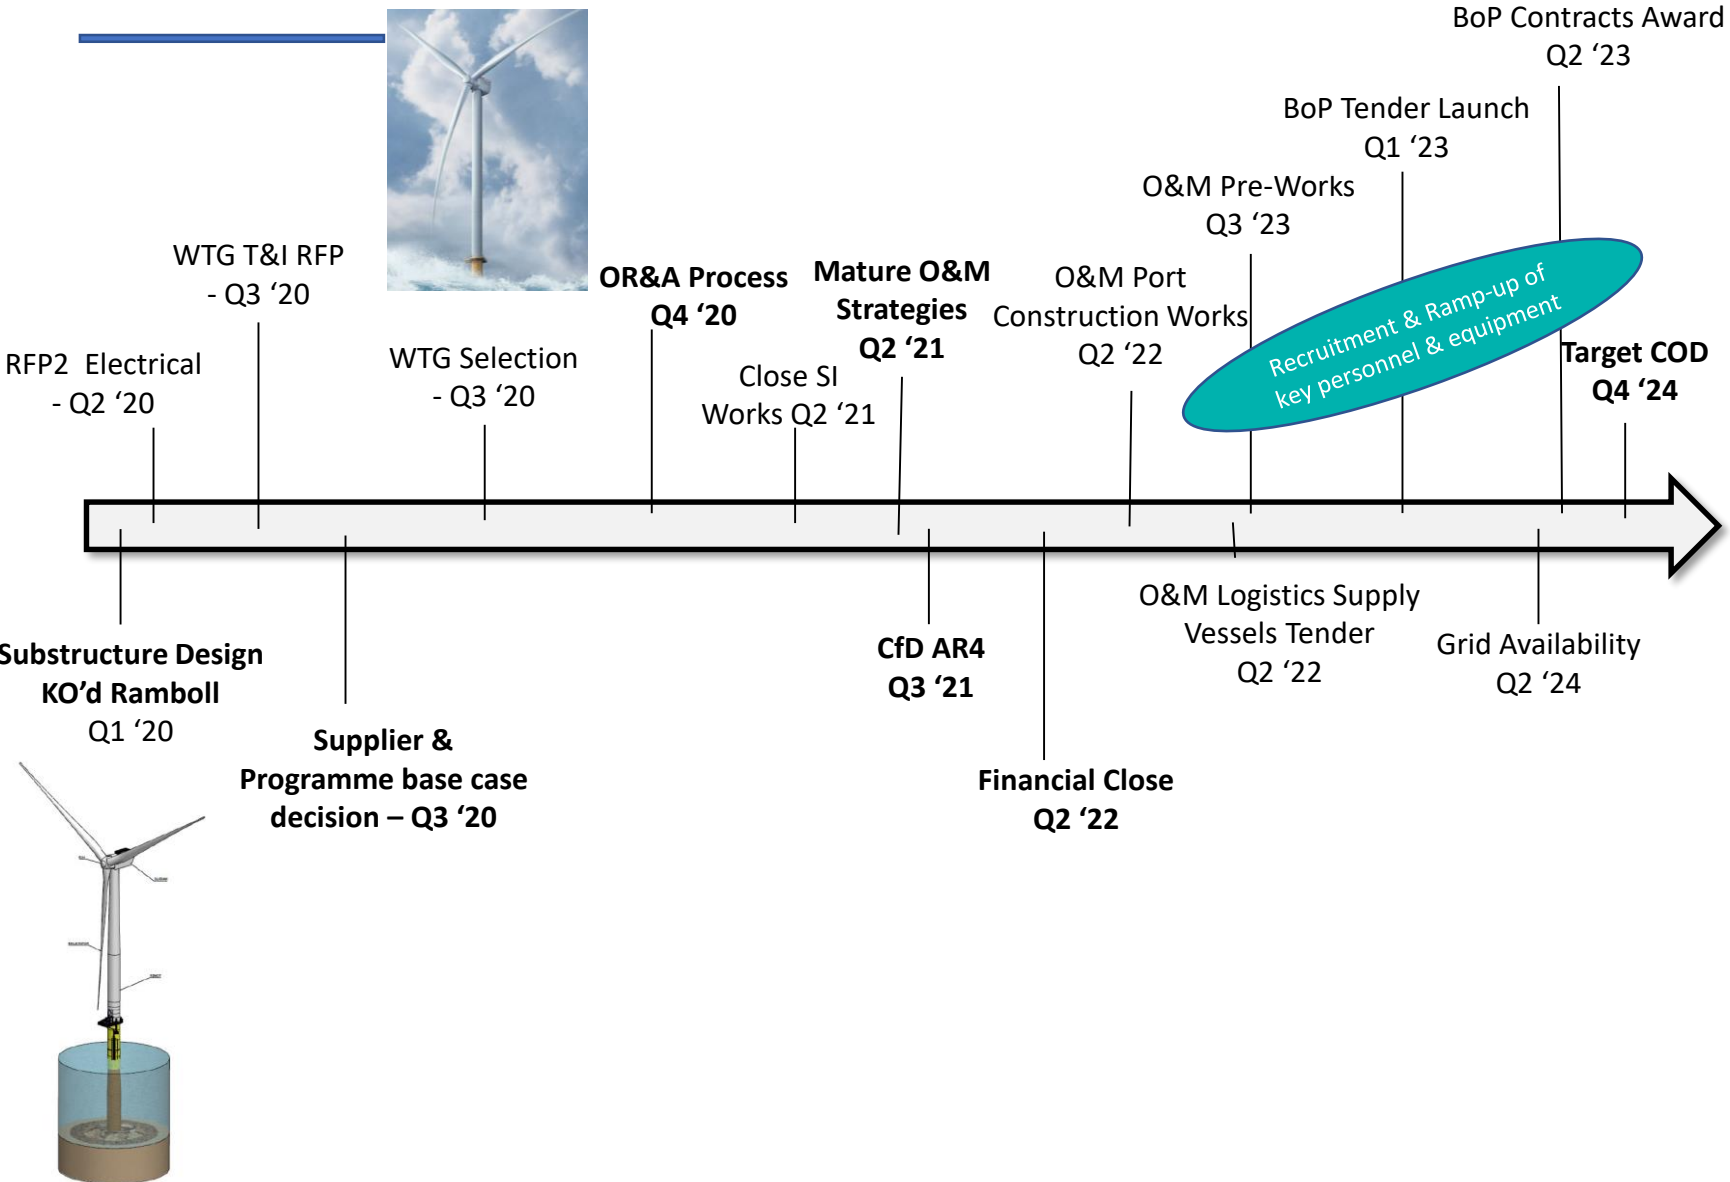 BoP Contracts Award
Q2 ‘23
BoP Tender Launch
Q1 ‘23
O&M Pre-Works
Q3 ‘23
WTG T&I RFP
- Q3 ‘20
OR&A Process
Q4 ‘20
Mature O&M
Strategies
Q2 ‘21
O&M Port
Construction Works
Q2 ‘22
Recruitment & Ramp-up of
key personnel & equipment
RFP2 Electrical
- Q2 ‘20
WTG Selection
- Q3 ‘20
Close SI
Works Q2 ‘21
Target COD
Q4 ‘24
Substructure Design
KO’d Ramboll
Q1 ‘20
Supplier &
Programme base case
decision – Q3 ‘20
CfD AR4
Q3 ‘21
Financial Close
Q2 ‘22
O&M Logistics Supply
Vessels Tender
Q2 ‘22
Grid Availability
Q2 ‘24